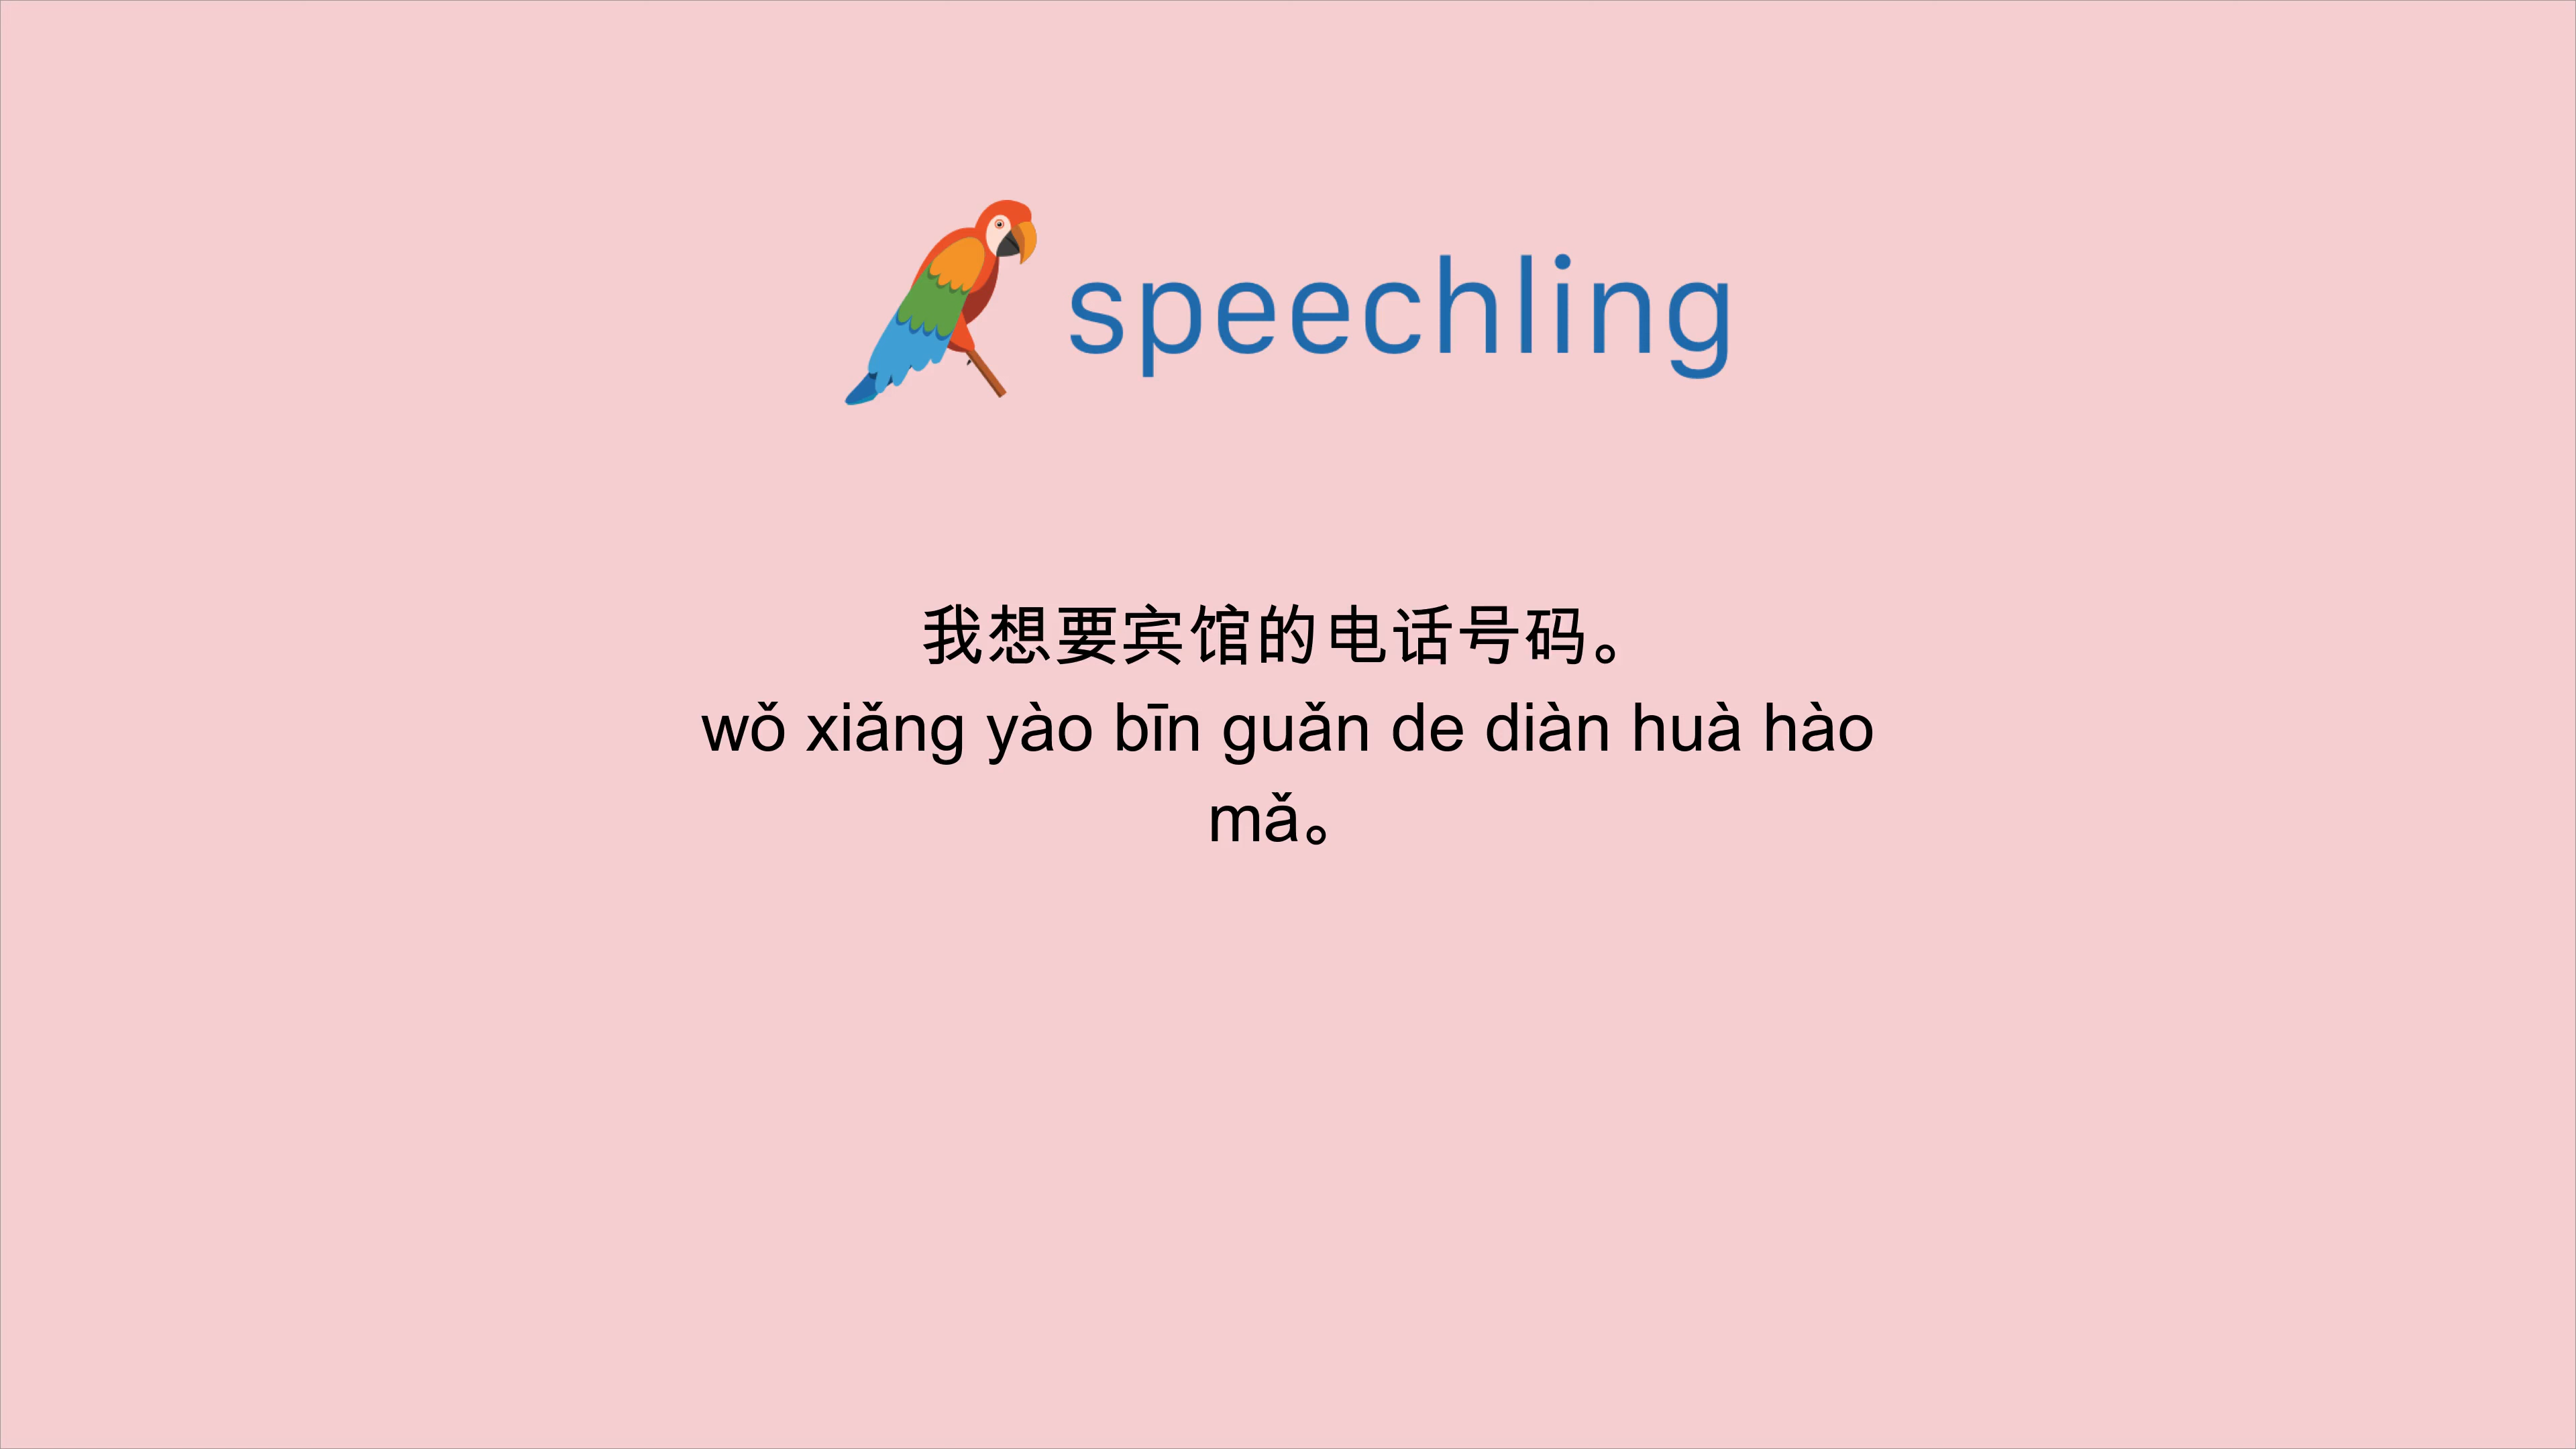 speechling
我想要宾馆的电话号码。
wǒ xiǎng yào bīn guǎn de diàn huà hào
mǎ。